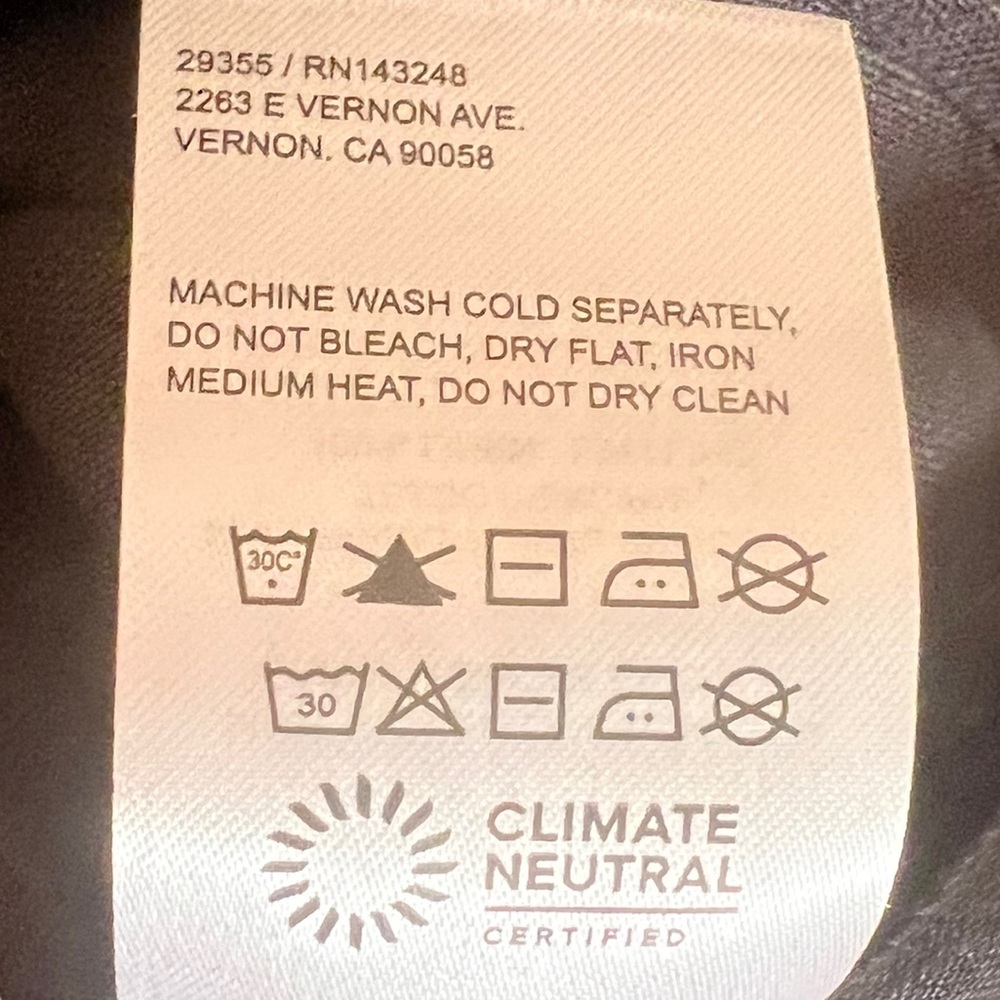 29355 / RN143248
2263 E VERNON AVE.
VERNON. CA 90058
MACHINE WASH COLD SEPARATELY,
DO NOT BLEACH, DRY FLAT, IRON
MEDIUM HEAT, DO NOT DRY CLEAN
30C°
30
CLIMATE
NEUTRAL
CERTIFIED